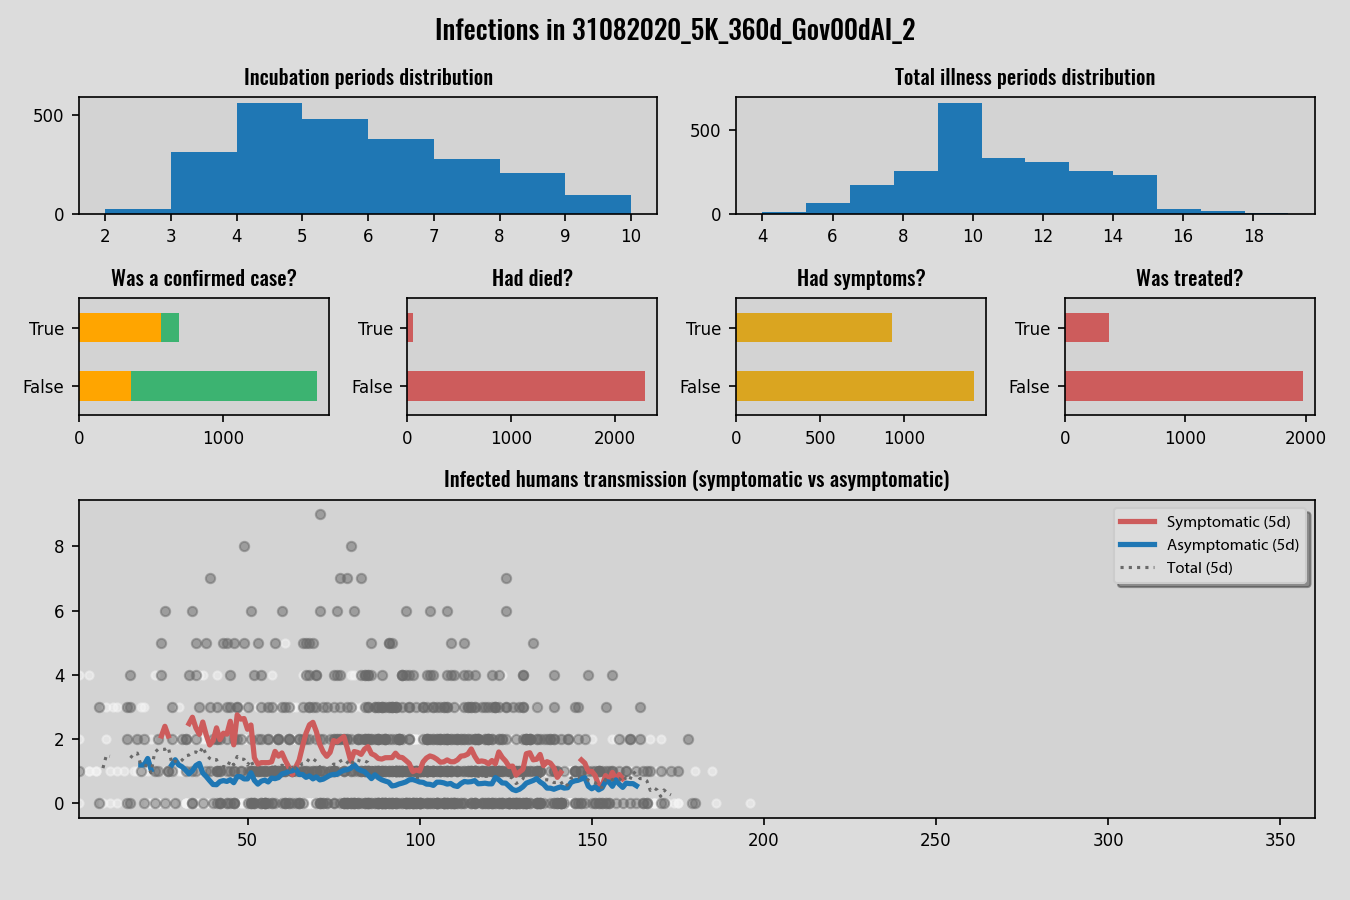 Infections in 31082020_5K_360d_Gov00dAI_2
Incubation periods distribution
Total illness periods distribution
500
0
2 3 4 5 6 7 8 9 10
500
0
4 6 8 10 12 14 16 18
Was a confirmed case?
Had died?
Had symptoms?
Was treated?
True
False
0 1000
True
False
0 1000 2000
True
False
0 500 1000
True
False
0 1000 2000
Infected humans transmission (symptomatic vs asymptomatic)
8
6
4
2
0
Symptomatic (5d)
Asymptomatic (5d)
Total (5d)
50 100 150 200 250 300 350